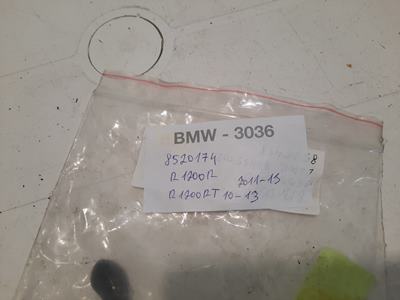 BMW - 3036
8520174
R1200R 2011-13
R1200RT 10-13